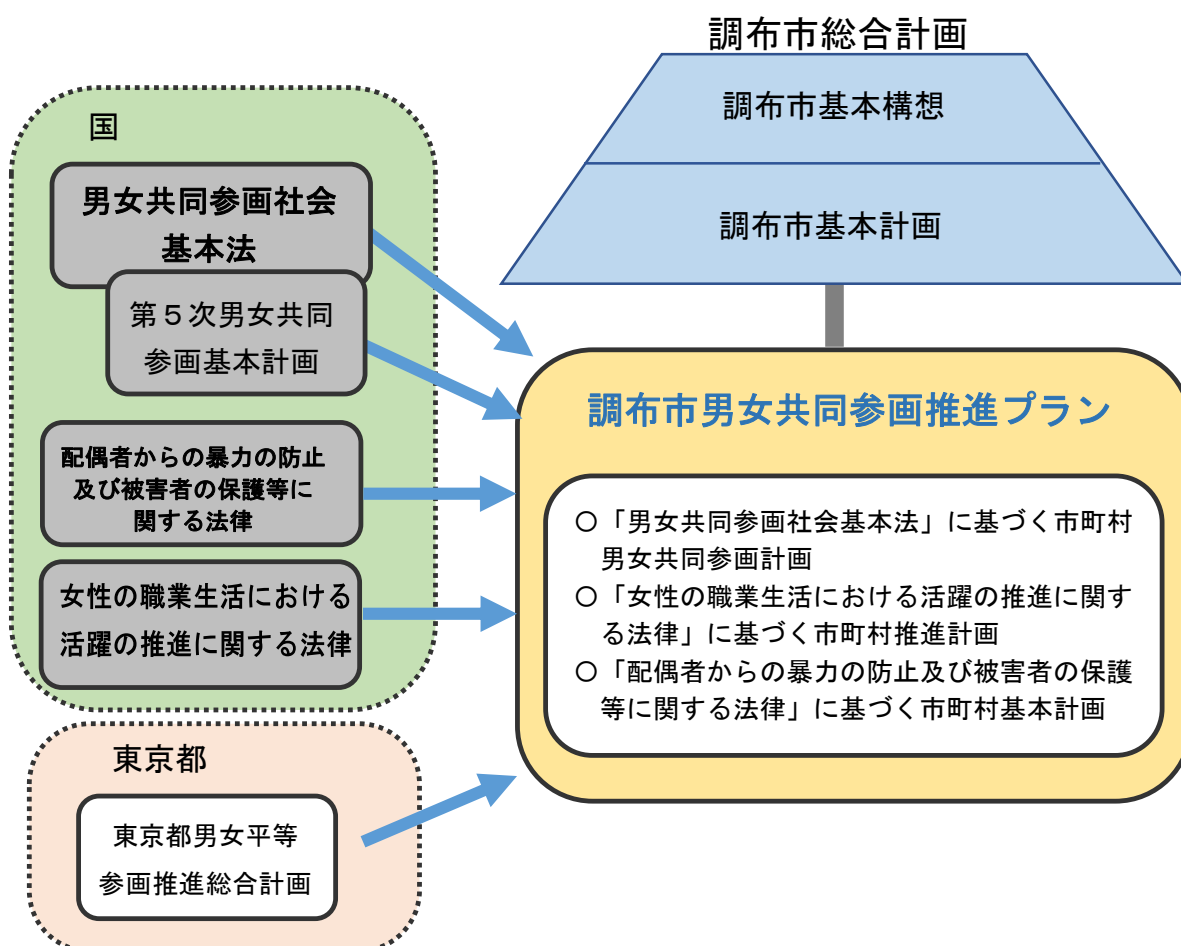 調布市総合計画
調布市基本構想
調布市基本計画
国
男女共同参画社会
基本法
第５次男女共同
参画基本計画
配偶者からの暴力の防止
及び被害者の保護等に
関する法律
女性の職業生活における
活躍の推進に関する法律
東京都
東京都男女平等
参画推進総合計画
調布市男女共同参画推進プラン
○「男女共同参画社会基本法」に基づく市町村
男女共同参画計画
○「女性の職業生活における活躍の推進に関す
る法律」に基づく市町村推進計画
○「配偶者からの暴力の防止及び被害者の保護
等に関する法律」に基づく市町村基本計画